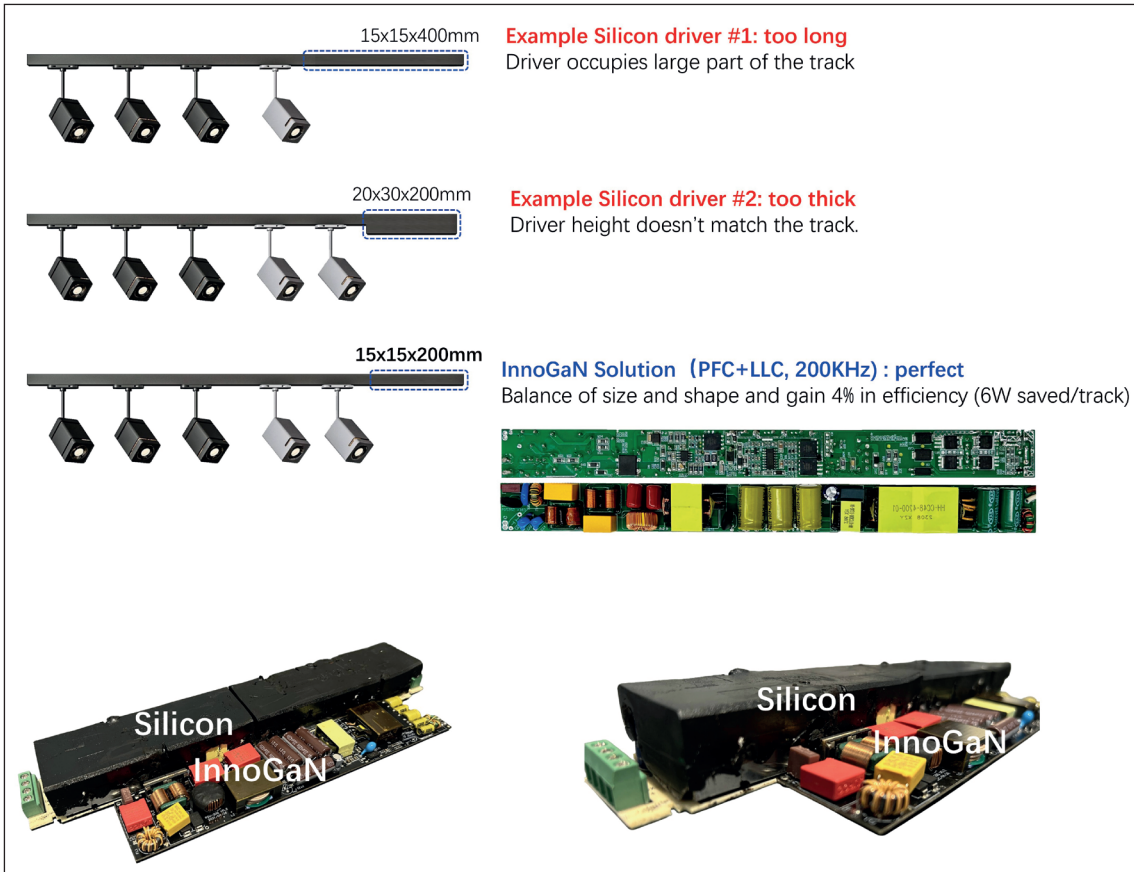 15x15x400mm
Example Silicon driver #1: too long
Driver occupies large part of the track
20x30x200mm
Example Silicon driver #2: too thick
Driver height doesn't match the track.
15x15x200mm
InnoGaN Solution（PFC+LLC, 200KHz) : perfect
Balance of size and shape and gain 4% in efficiency (6W saved/track)
Silicon
InnoGaN
Silicon
InnoGaN